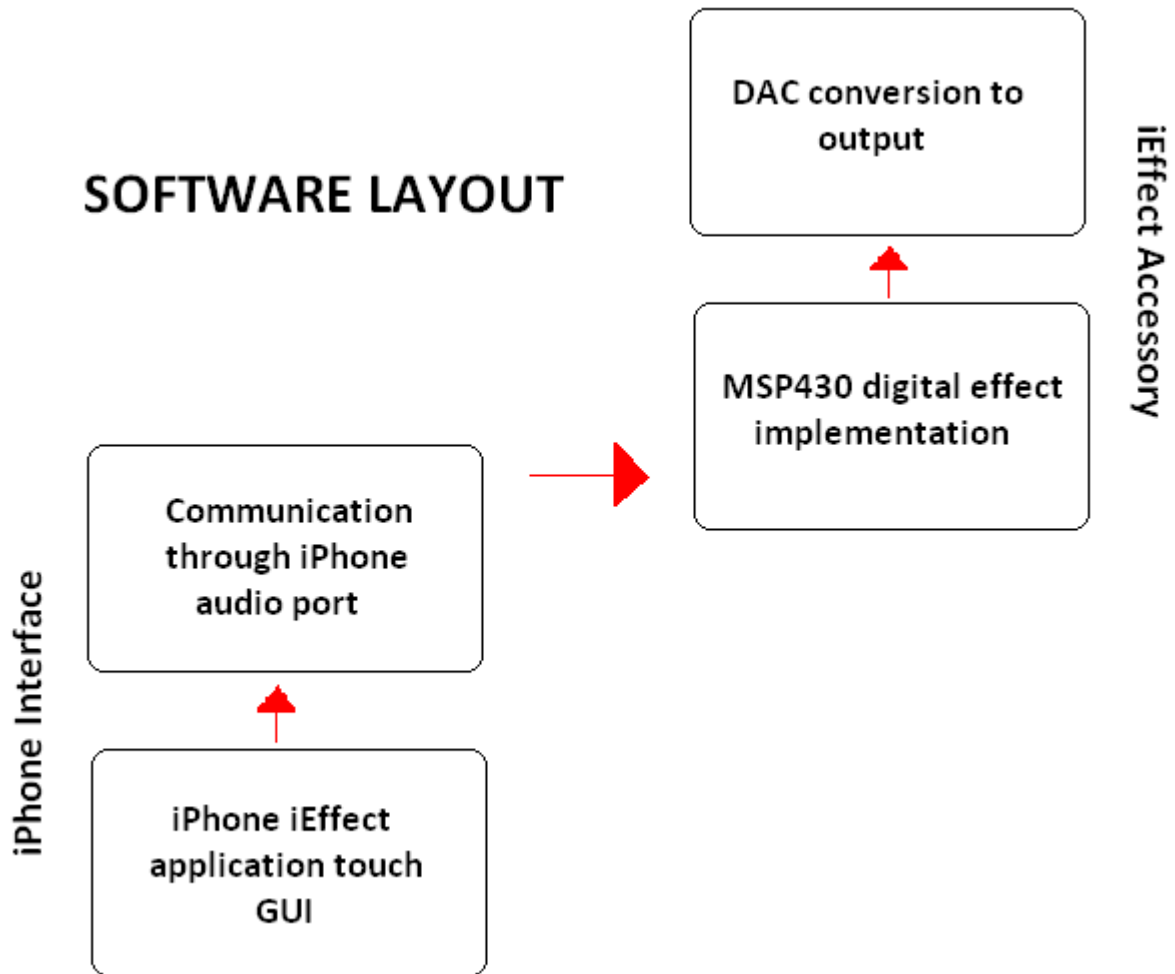 SOFTWARE LAYOUT
DAC conversion to
output
iEffect Accessory
MSP430 digital effect
implementation
Communication
through iPhone
audio port
iPhone Interface
iPhone iEffect
application touch
GUI